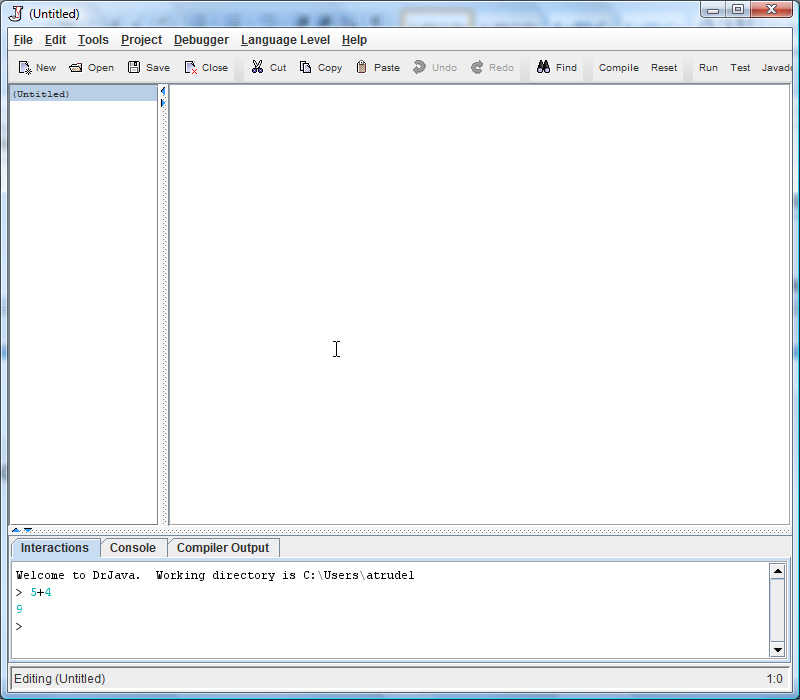 (Untitled)
File Edit Tools Project Debugger Language Level Help
New Open Save Close Cut Copy Paste Undo Redo Find Compile Reset Run Test Javado
(Untitled)
Interactions Console Compiler Output
Welcome to DrJava.  Working directory is C:\Users\atrudel
> 5+4
9
>
Editing (Untitled) 1:0